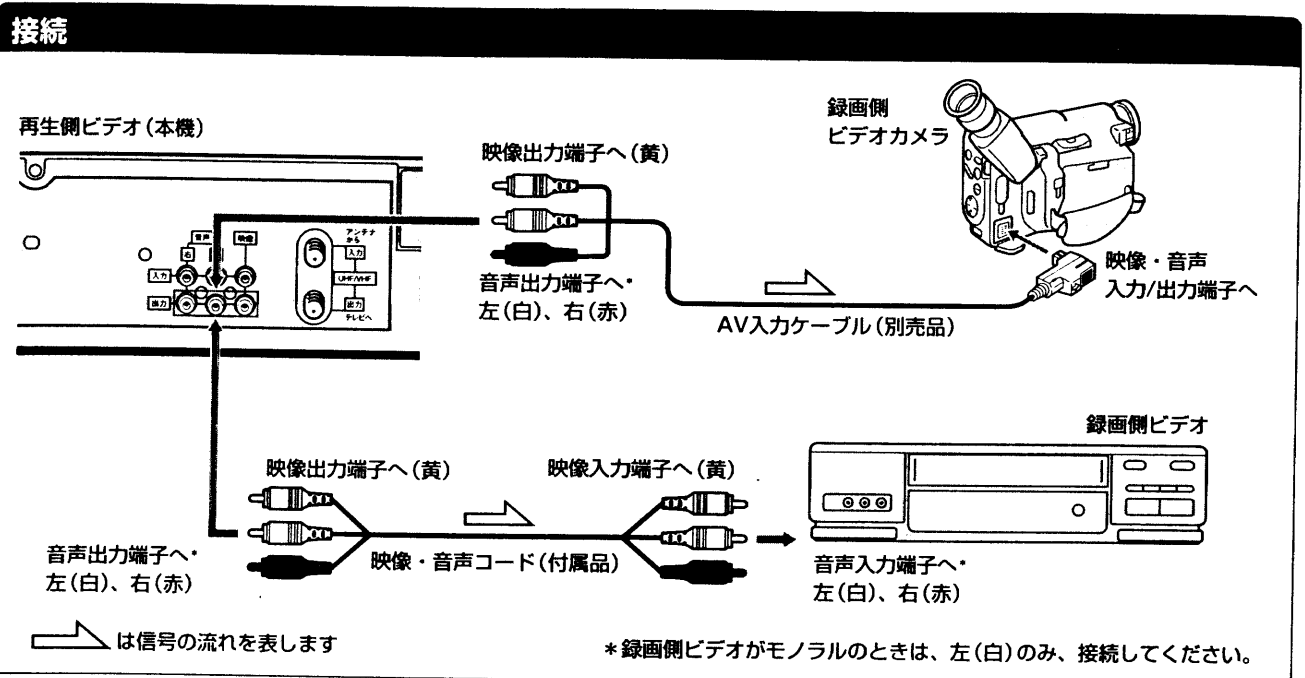 接続
再生側ビデオ(本機)
録画側
ビデオカメラ
映像出力端子へ(黄)
アンテナ
から
音声
映像
右
入力
入力
UHF/VHF
出力
出力
テレビへ
音声出力端子へ*
左(白)、右(赤)
映像・音声
入力/出力端子へ
AV入力ケーブル(別売品)
録画側ビデオ
映像出力端子へ(黄)
映像入力端子へ(黄)
音声出力端子へ*
左(白)、右(赤)
映像・音声コード(付属品)
音声入力端子へ*
左(白)、右(赤)
は信号の流れを表します
*録画側ビデオがモノラルのときは、左(白)のみ、接続してください。